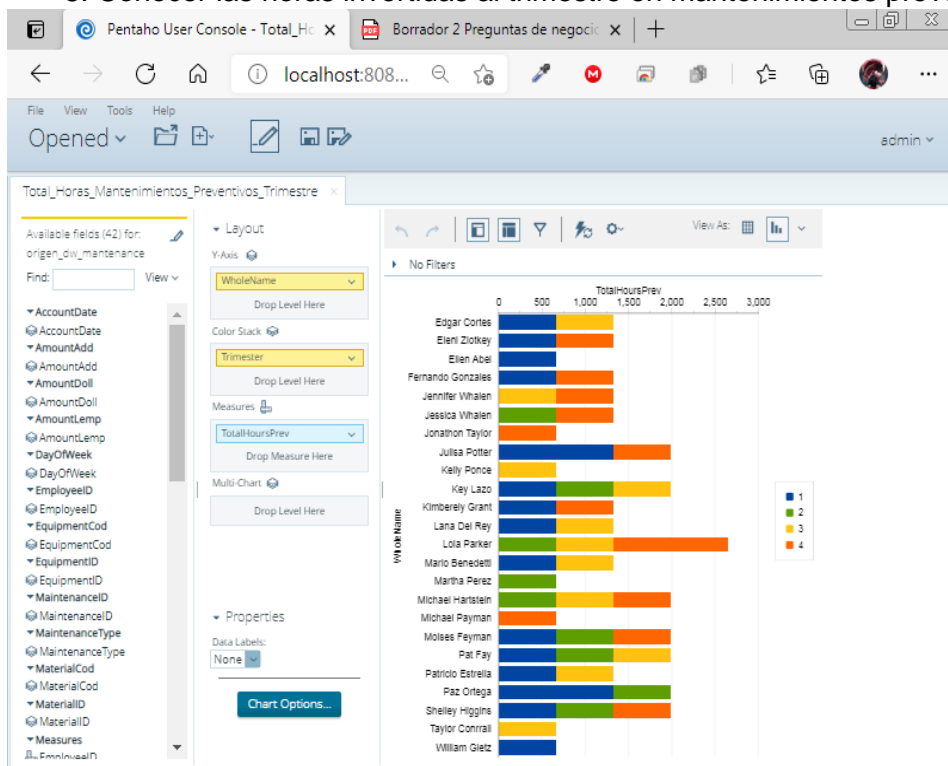 Pentaho User Console - Total_Ho
Borrador 2 Preguntas de negocic
localhost:808...
File View Tools Help
Opened
admin
Total_Horas_Mantenimientos_Preventivos_Trimestre
Available fields (42) for:
origen_dw_mantenance
Find:
View
AccountDate
AccountDate
AmountAdd
AmountAdd
AmountDoll
AmountDoll
AmountLemp
AmountLemp
DayOfWeek
DayOfWeek
EmployeeID
EmployeeID
EquipmentCod
EquipmentCod
EquipmentID
EquipmentID
MaintenanceID
MaintenanceID
MaintenanceType
MaintenanceType
MaterialCod
MaterialCod
MaterialID
MaterialID
Measures
EmployeeID
Layout
Y-Axis
WholeName
Drop Level Here
Color Stack
Trimester
Drop Level Here
Measures
TotalHoursPrev
Drop Measure Here
Multi-Chart
Drop Level Here
Properties
Data Labels:
None
Chart Options...
View As:
No Filters
TotalHoursPrev
0 500 1,000 1,500 2,000 2,500 3,000
WholeName
Edgar Cortes
Eleni Zlotkey
Ellen Abel
Fernando Gonzales
Jennifer Whalen
Jessica Whalen
Jonathon Taylor
Julisa Potter
Kelly Ponce
Key Lazo
Kimberely Grant
Lana Del Rey
Lola Parker
Mario Benedetti
Martha Perez
Michael Hartstein
Michael Payman
Moises Feyman
Pat Fay
Patricio Estrella
Paz Ortega
Shelley Higgins
Taylor Conrrail
William Gietz
1
2
3
4